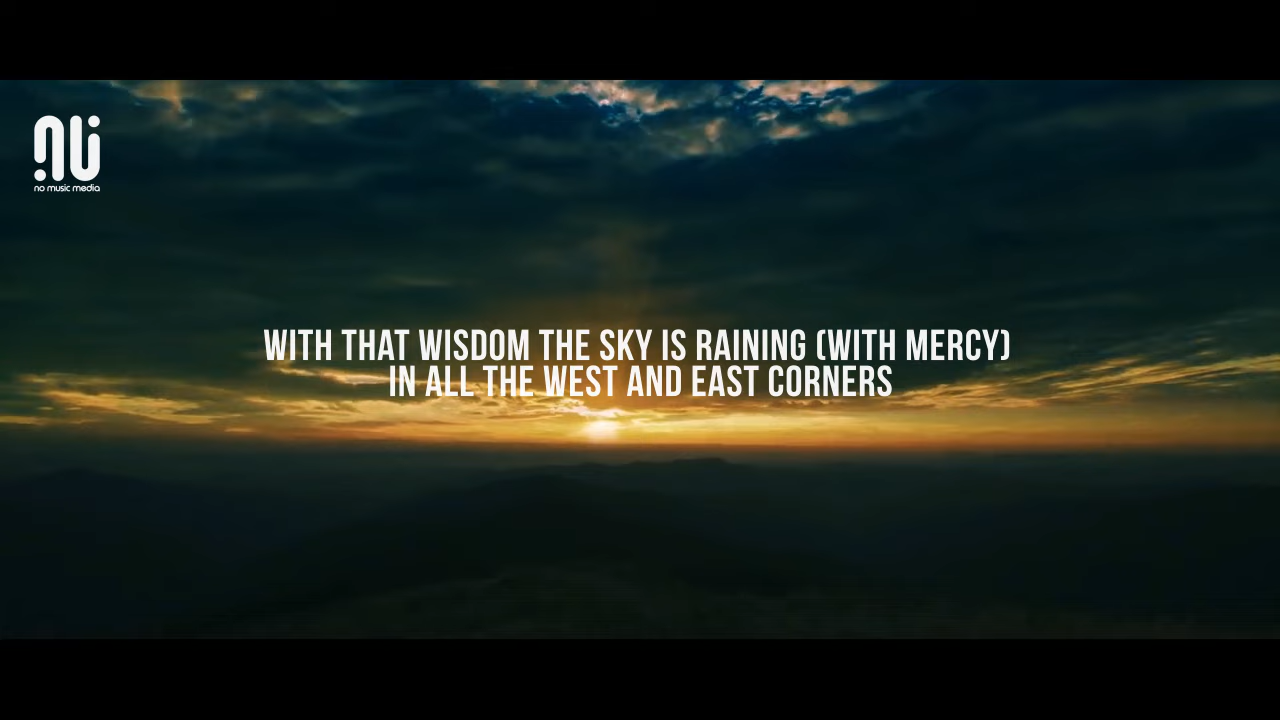 no music media
WITH THAT WISDOM THE SKY IS RAINING (WITH MERCY)
IN ALL THE WEST AND EAST CORNERS